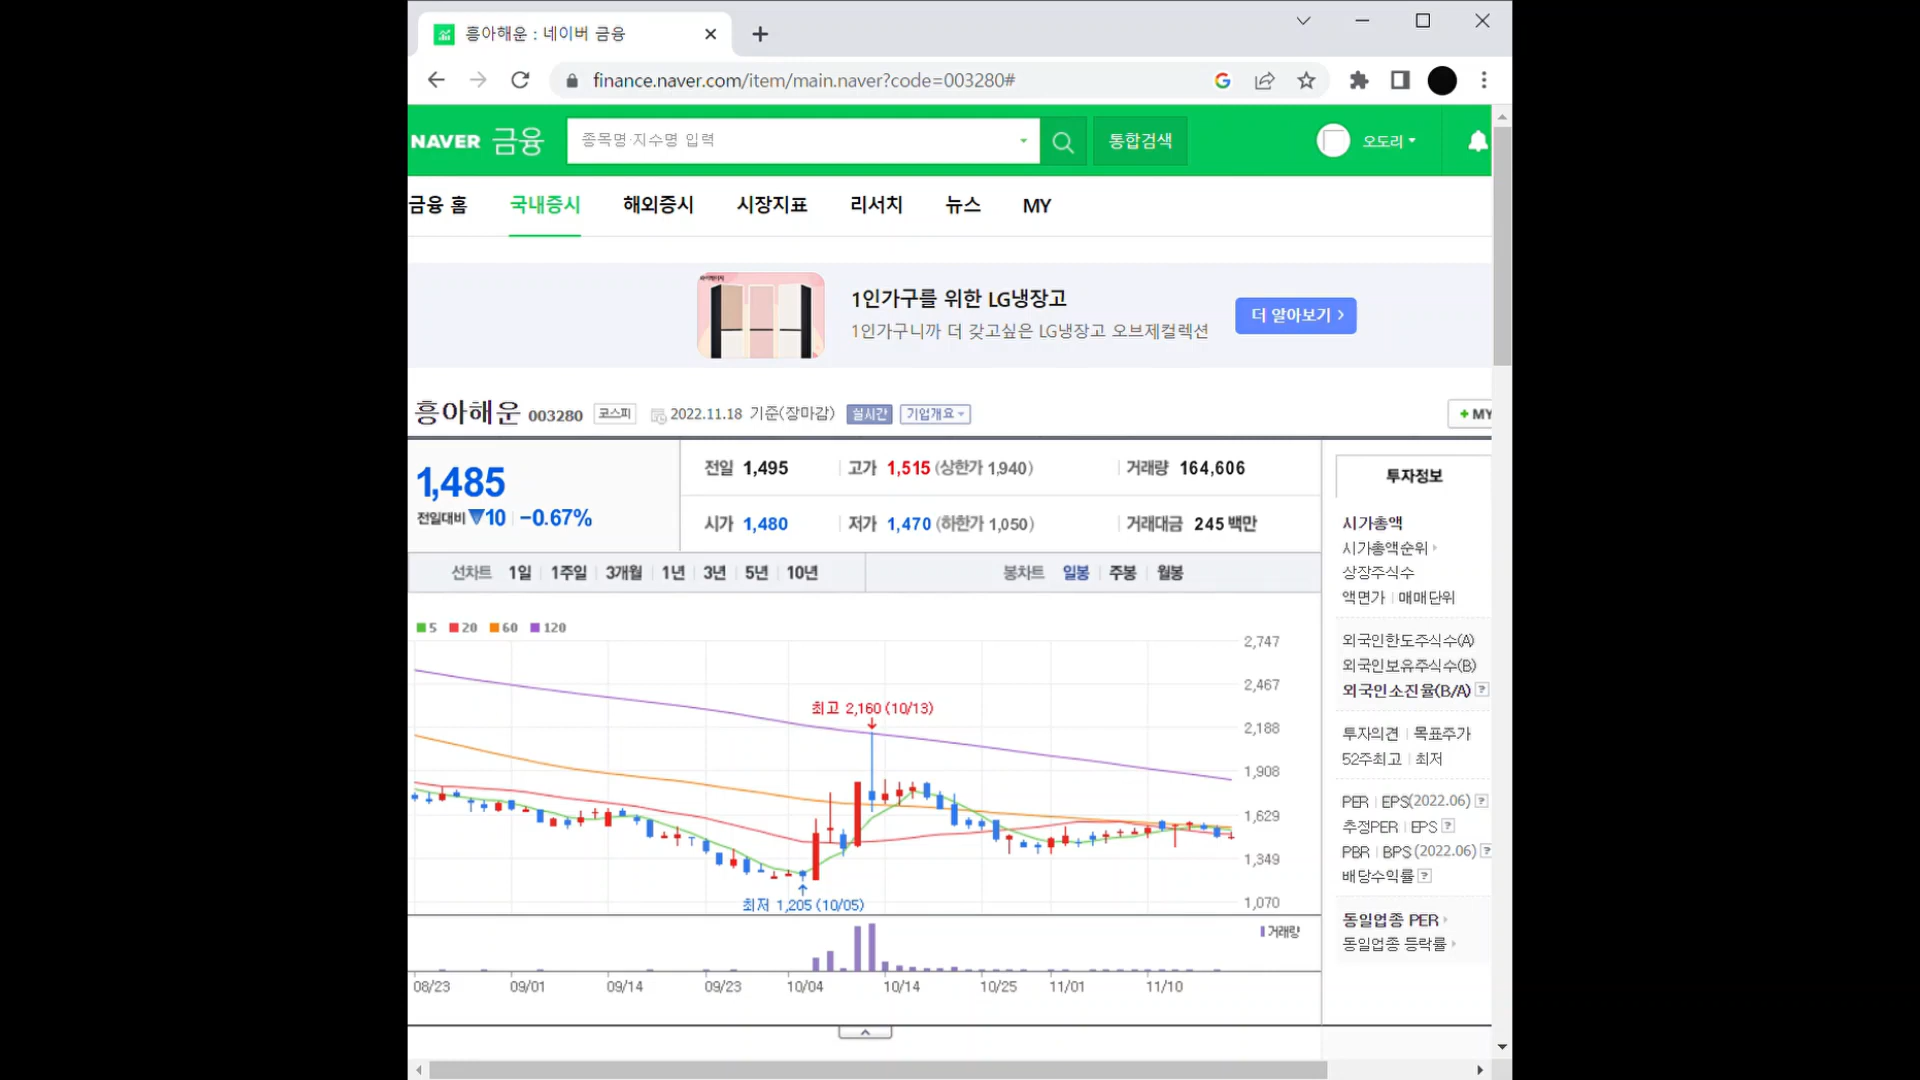 흥아해운 : 네이버 금융
finance.naver.com/item/main.naver?code=003280#
NAVER 금융
종목명·지수명 입력
통합검색
오도리
금융 홈 국내증시 해외증시 시장지표 리서치 뉴스 MY
1인가구를 위한 LG냉장고
1인가구니까 더 갖고싶은 LG냉장고 오브제컬렉션
더 알아보기 >
흥아해운 003280 코스피 2022.11.18 기준(장마감) 실시간 기업개요
+ MY
1,485
전일대비 ▼10 | -0.67%
전일 1,495 | 고가 1,515 (상한가 1,940) | 거래량 164,606
시가 1,480 | 저가 1,470 (하한가 1,050) | 거래대금 245 백만
선차트 1일 | 1주일 | 3개월 | 1년 | 3년 | 5년 | 10년
봉차트 일봉 | 주봉 | 월봉
5 20 60 120
2,747
2,467
2,188
1,908
1,629
1,349
1,070
최고 2,160 (10/13)
최저 1,205 (10/05)
거래량
08/23 09/01 09/14 09/23 10/04 10/14 10/25 11/01 11/10
투자정보
시가총액
시가총액순위
상장주식수
액면가 | 매매단위
외국인한도주식수(A)
외국인보유주식수(B)
외국인소진율(B/A) ?
투자의견 | 목표주가
52주최고 | 최저
PER | EPS(2022.06) ?
추정PER | EPS ?
PBR | BPS(2022.06) ?
배당수익률 ?
동일업종 PER
동일업종 등락률